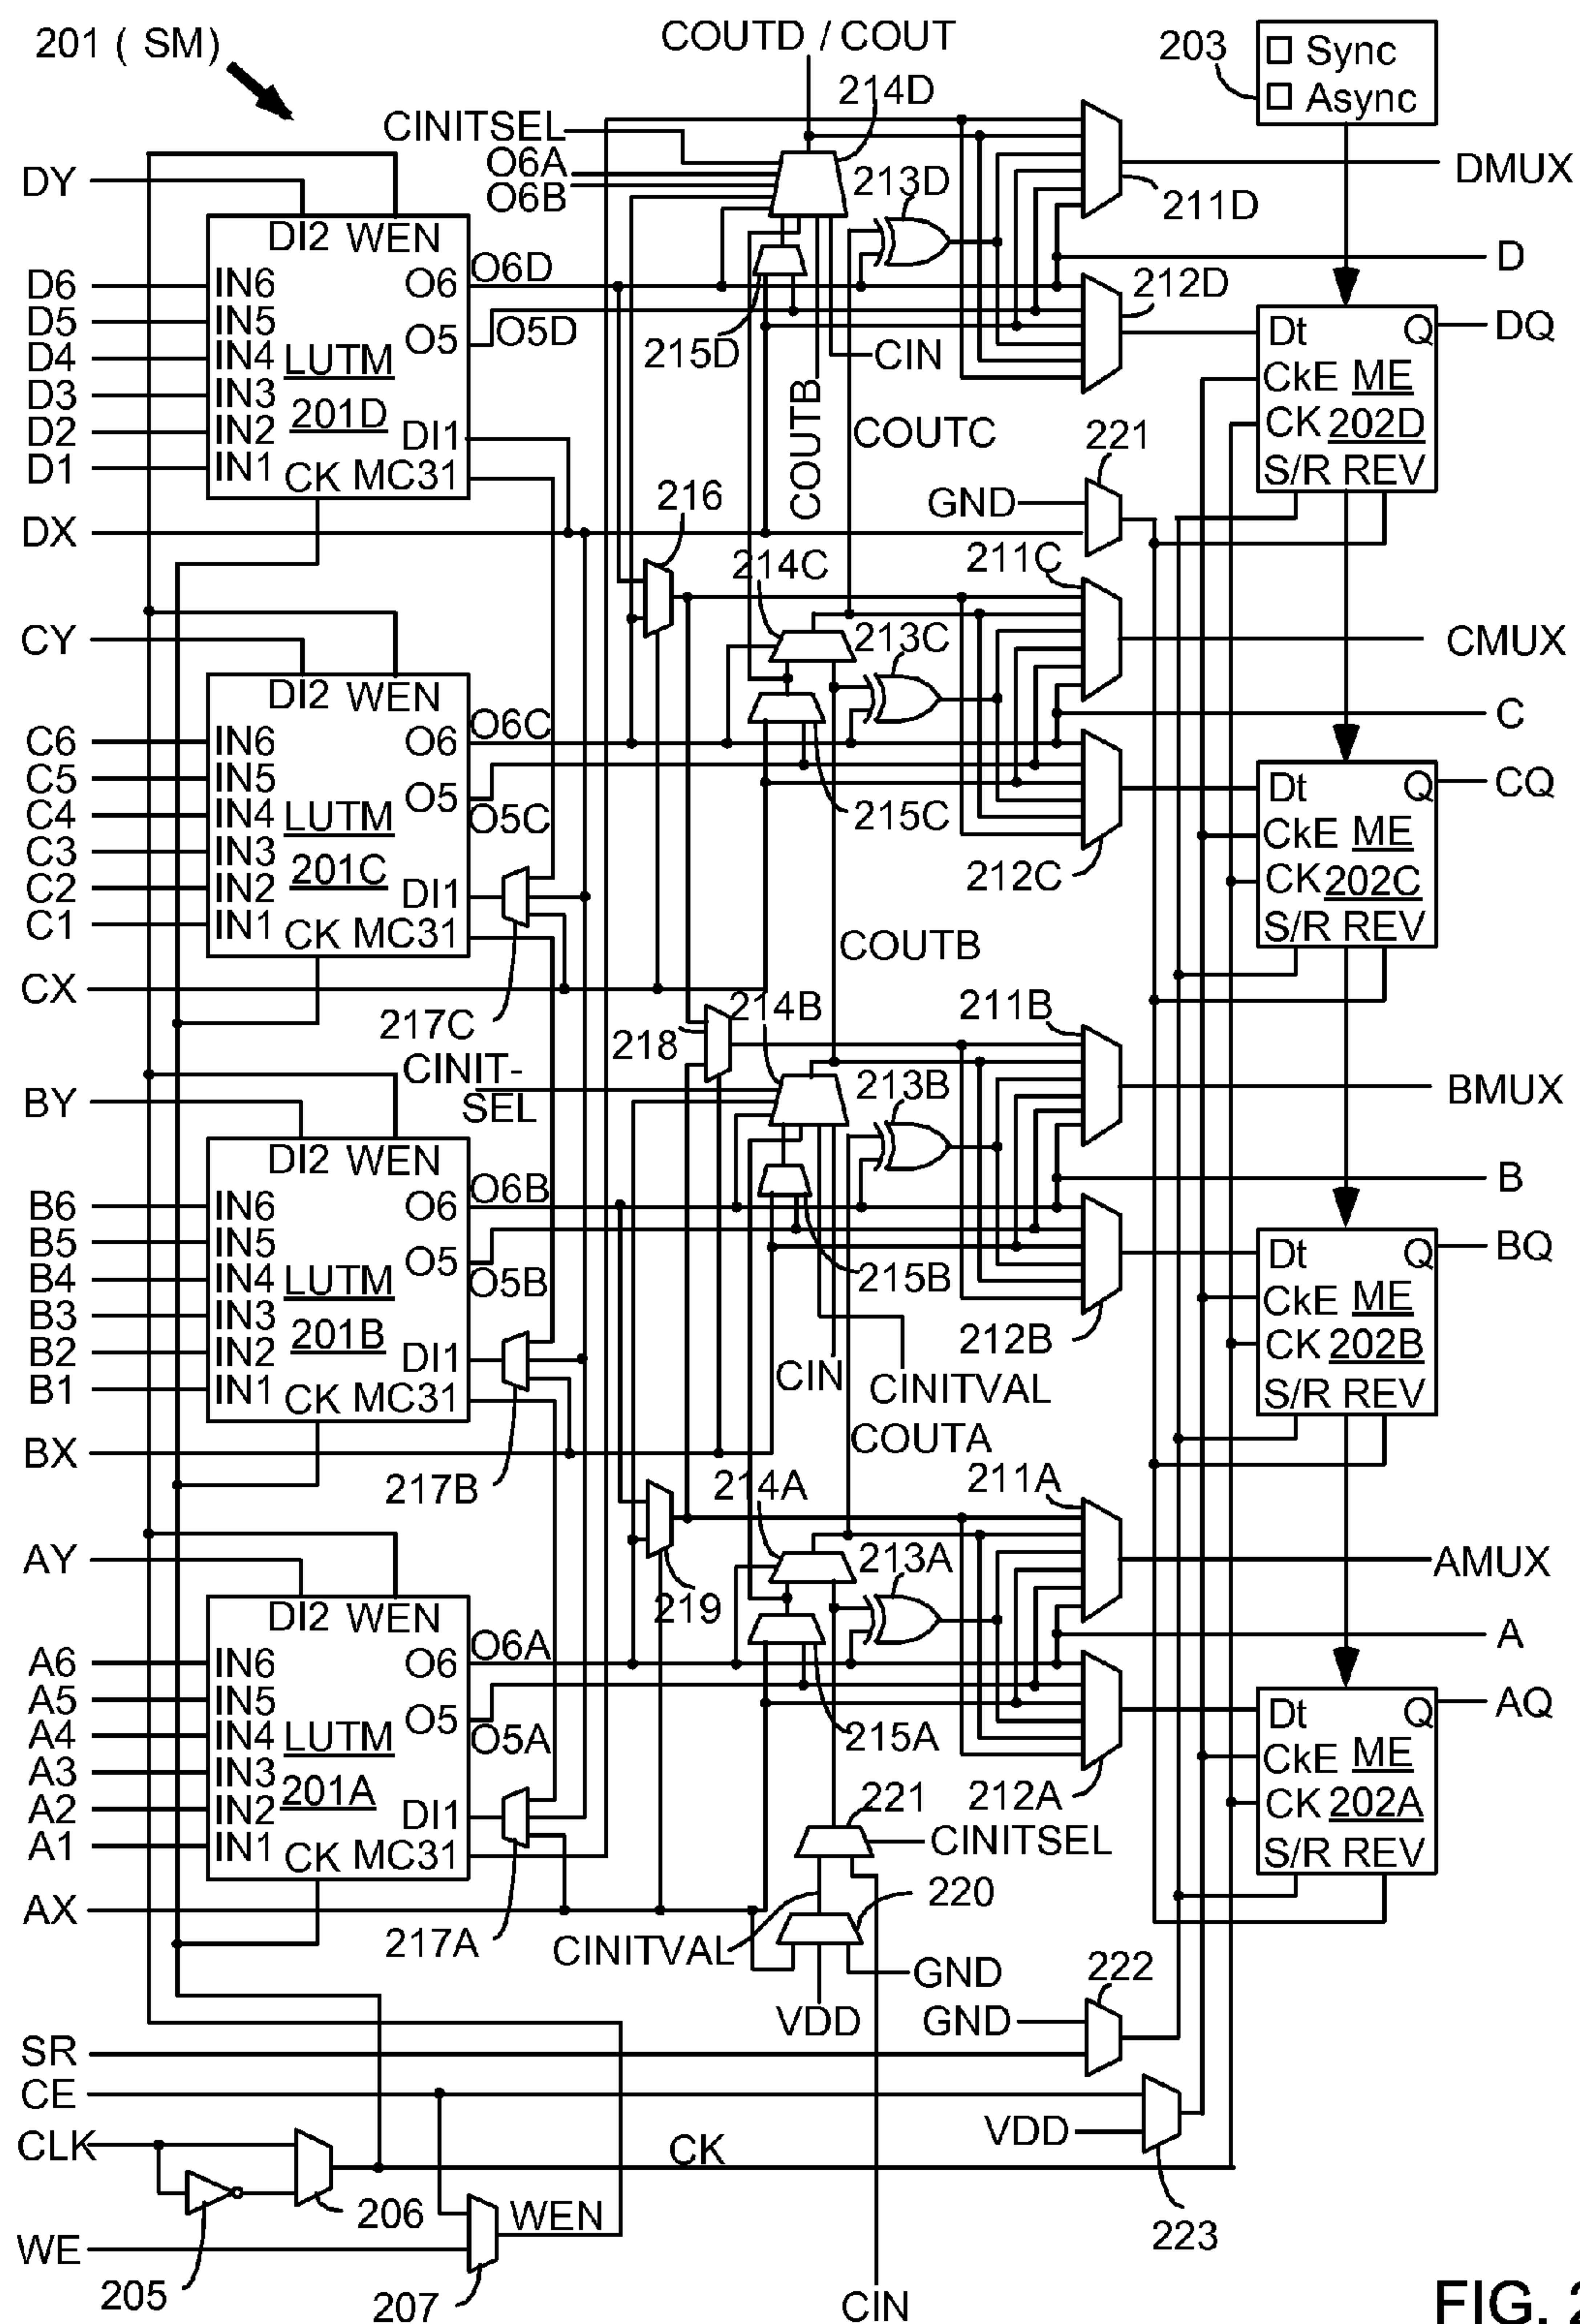 201 ( SM)
COUTD / COUT
203
Sync
Async
214D
CINITSEL
O6A
O6B
213D
DMUX
211D
DY
DI2 WEN
D6
D5
D4
D3
D2
D1
IN6
IN5
IN4
IN3
IN2
IN1
LUTM
201D
O6
O5
DI1
CK MC31
O6D
O5D
215D
CIN
COUTB
COUTC
212D
D
DQ
Dt
Q
CkE ME
CK 202D
S/R REV
221
GND
DX
216
214C
211C
213C
CMUX
CY
DI2 WEN
C6
C5
C4
C3
C2
C1
IN6
IN5
IN4
IN3
IN2
IN1
LUTM
201C
O6
O5
DI1
CK MC31
O6C
O5C
215C
212C
C
CQ
Dt
Q
CkE ME
CK 202C
S/R REV
COUTB
CX
217C
214B
218
211B
CINIT-
SEL
213B
BMUX
BY
DI2 WEN
B6
B5
B4
B3
B2
B1
IN6
IN5
IN4
IN3
IN2
IN1
LUTM
201B
O6
O5
DI1
CK MC31
O6B
O5B
215B
212B
B
BQ
Dt
Q
CkE ME
CK 202B
S/R REV
CIN
CINITVAL
COUTA
BX
217B
214A
211A
213A
AMUX
219
AY
DI2 WEN
A6
A5
A4
A3
A2
A1
IN6
IN5
IN4
IN3
IN2
IN1
LUTM
201A
O6
O5
DI1
CK MC31
O6A
O5A
215A
212A
A
AQ
Dt
Q
CkE ME
CK 202A
S/R REV
221
CINITSEL
220
AX
217A
CINITVAL
GND
VDD
222
GND
SR
CE
VDD
CLK
CK
206
WEN
223
WE
205
207
CIN
FIG. 2